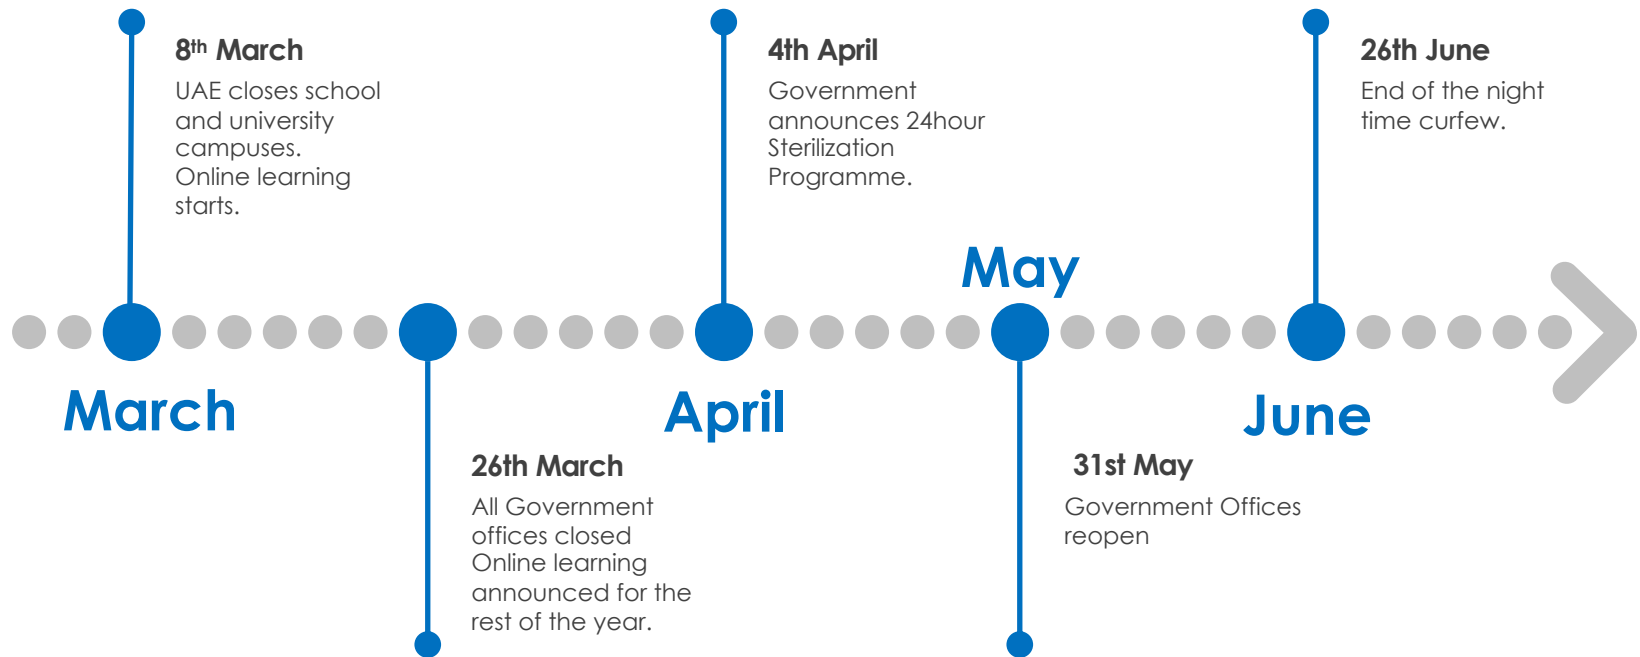 8th March
UAE closes school
and university
campuses.
Online learning
starts.
4th April
Government
announces 24hour
Sterilization
Programme.
26th June
End of the night
time curfew.
May
March
April
June
26th March
All Government
offices closed
Online learning
announced for the
rest of the year.
31st May
Government Offices
reopen